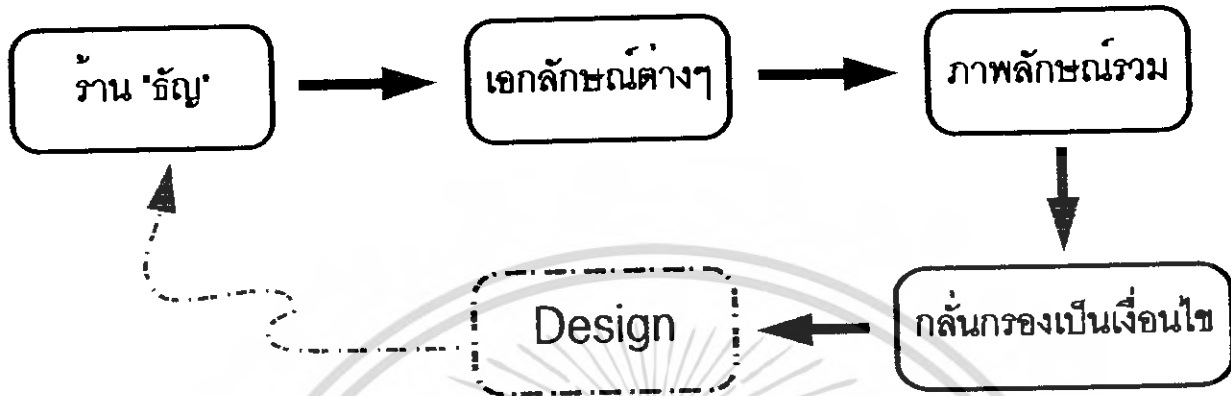 ร้าน "ธัญ"
เอกลักษณ์ต่างๆ
ภาพลักษณ์รวม
กลั่นกรองเป็นเงื่อนไข
Design